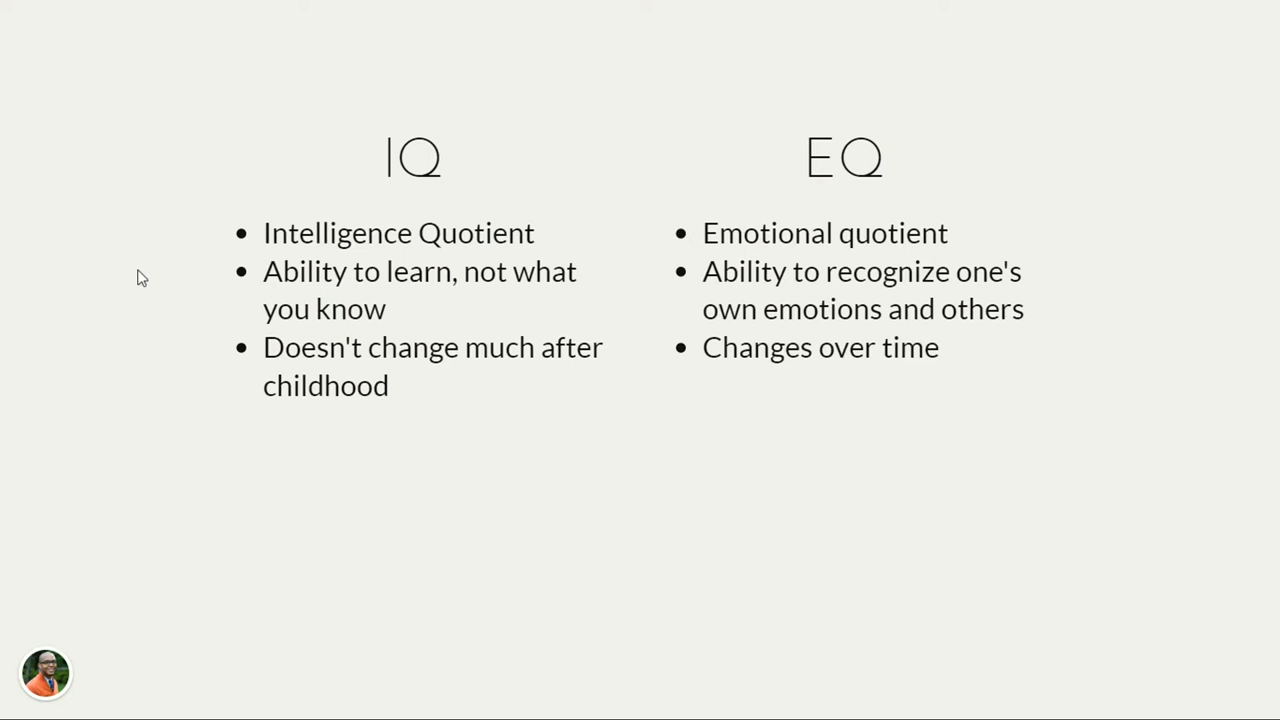 IQ
• Intelligence Quotient
• Ability to learn, not what
you know
• Doesn't change much after
childhood
EQ
• Emotional quotient
• Ability to recognize one's
own emotions and others
• Changes over time